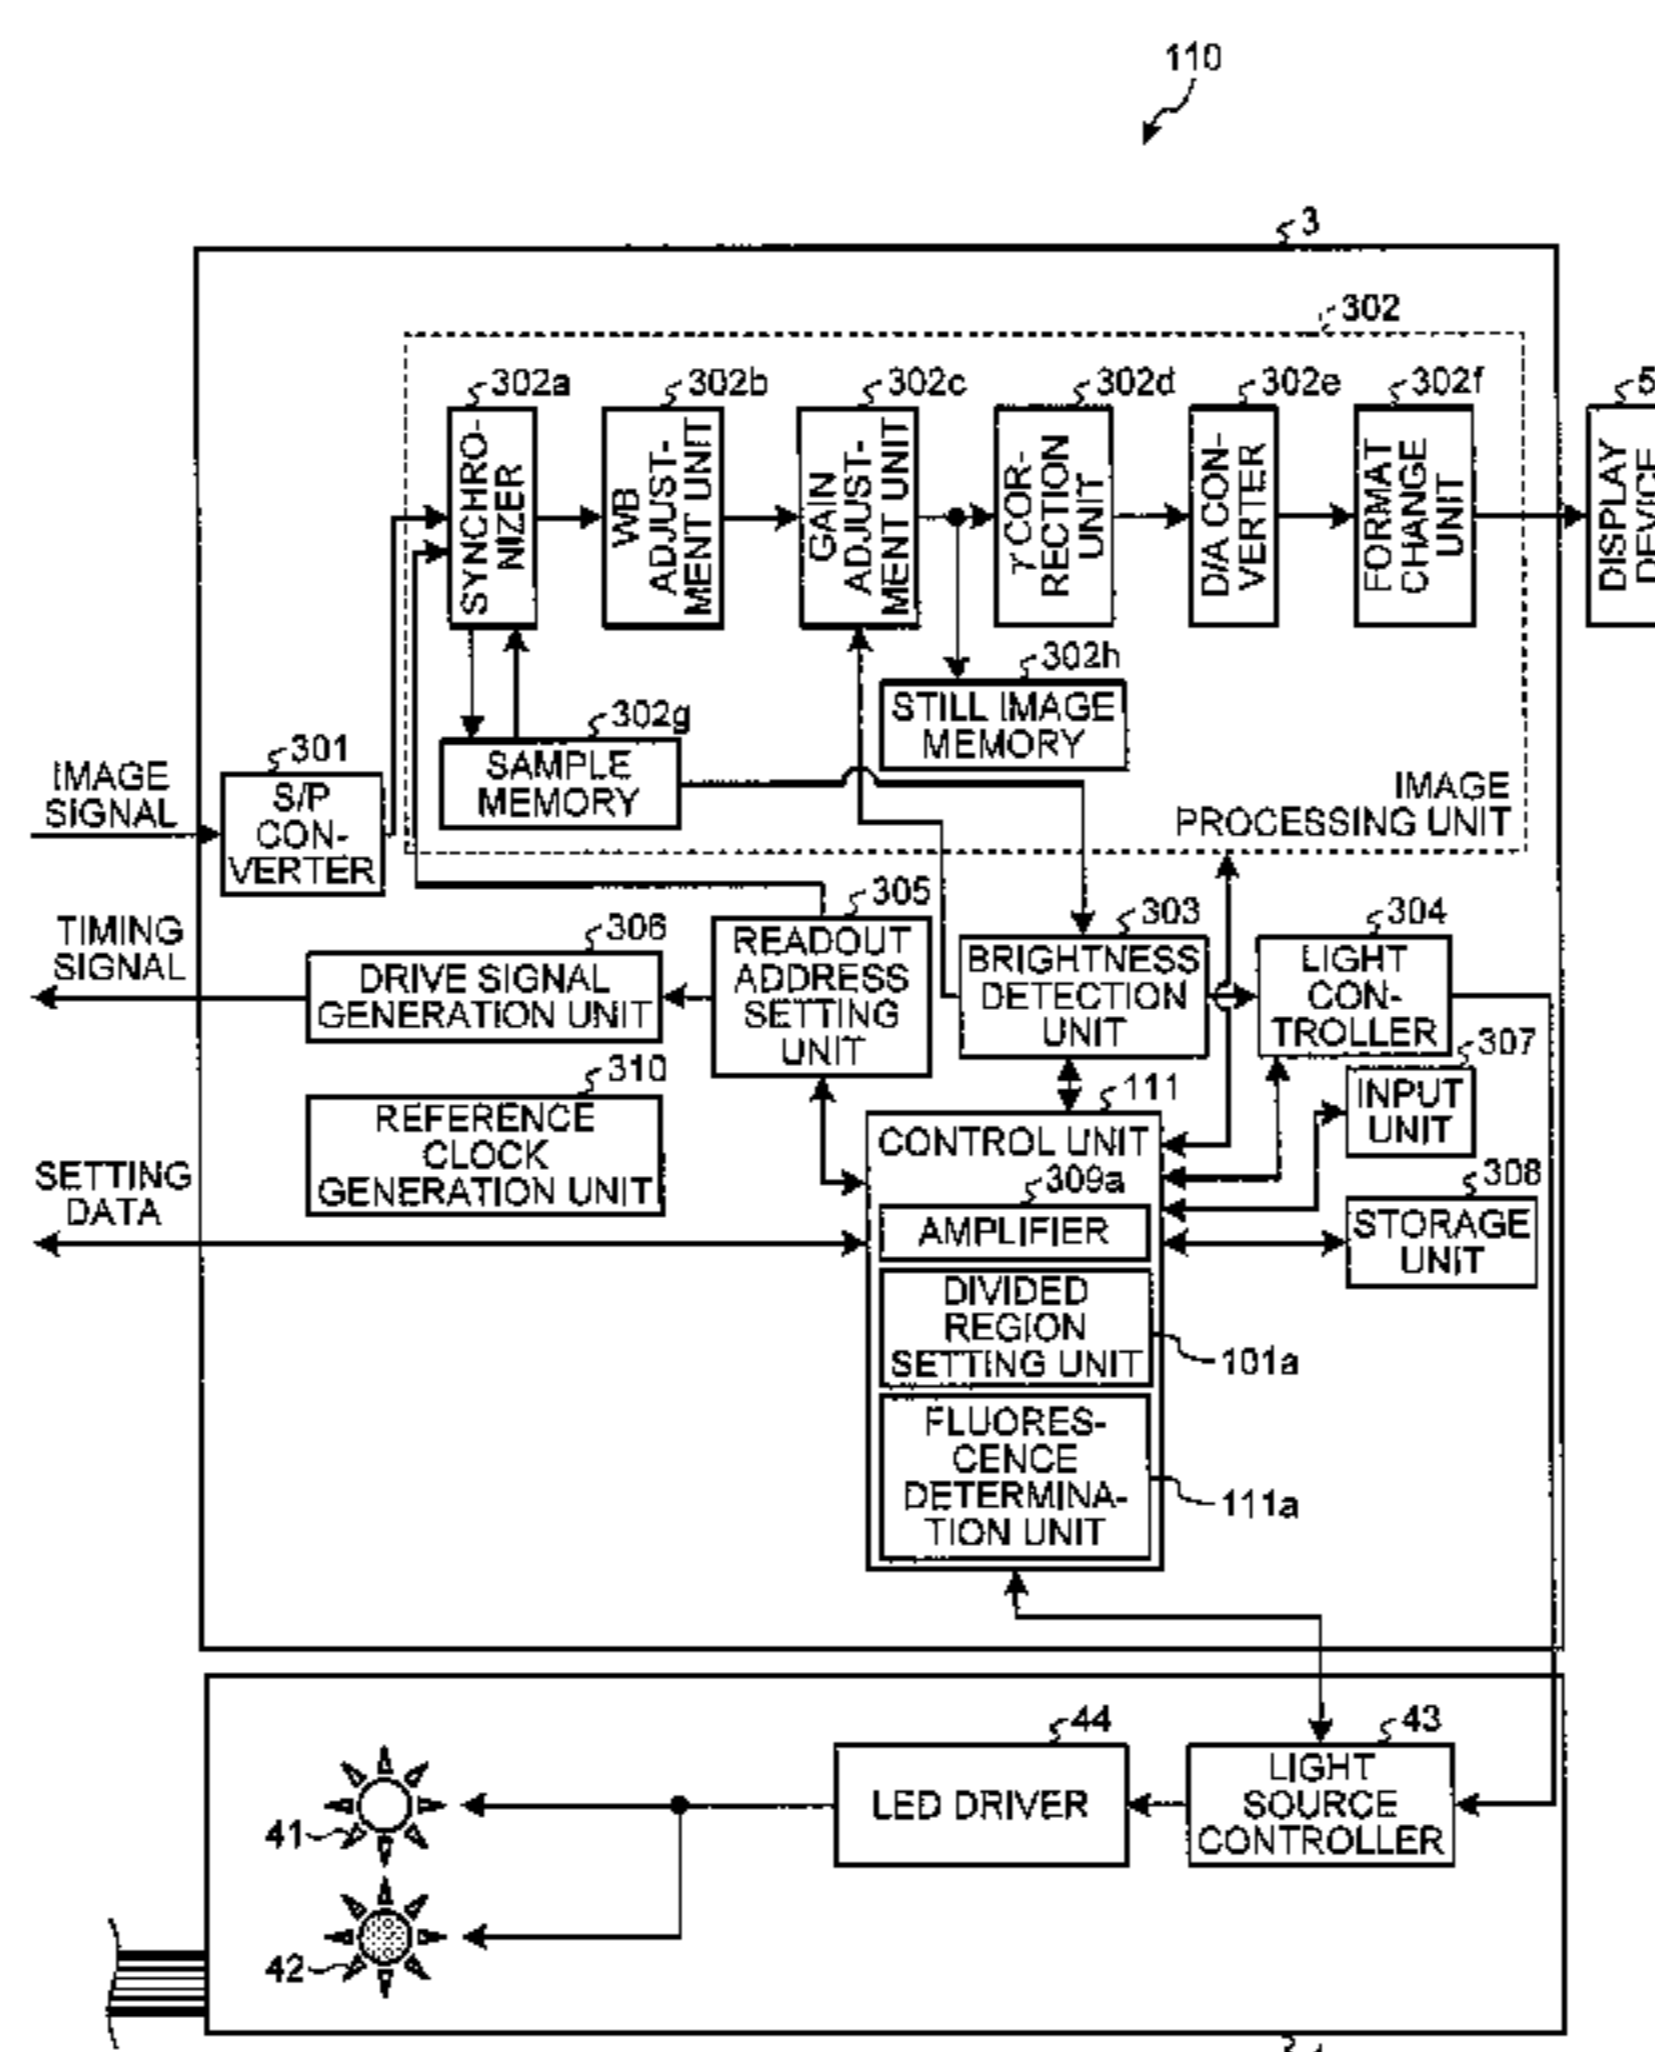 110
3
302
302a
302b
302c
302d
302e
302f
5
SYNCHRO-
NIZER
WB
ADJUST-
MENT UNIT
GAIN
ADJUST-
MENT UNIT
γ COR-
RECTION
UNIT
D/A CON-
VERTER
FORMAT
CHANGE
UNIT
DISPLAY
DEVICE
302g
SAMPLE
MEMORY
302h
STILL IMAGE
MEMORY
IMAGE
PROCESSING UNIT
IMAGE
SIGNAL
301
S/P
CON-
VERTER
TIMING
SIGNAL
306
DRIVE SIGNAL
GENERATION UNIT
305
READOUT
ADDRESS
SETTING
UNIT
303
BRIGHTNESS
DETECTION
UNIT
304
LIGHT
CON-
TROLLER
310
REFERENCE
CLOCK
GENERATION UNIT
307
INPUT
UNIT
SETTING
DATA
111
CONTROL UNIT
309a
AMPLIFIER
308
STORAGE
UNIT
DIVIDED
REGION
SETTING UNIT
101a
FLUORES-
CENCE
DETERMINA-
TION UNIT
111a
44
LED DRIVER
43
LIGHT
SOURCE
CONTROLLER
41
42